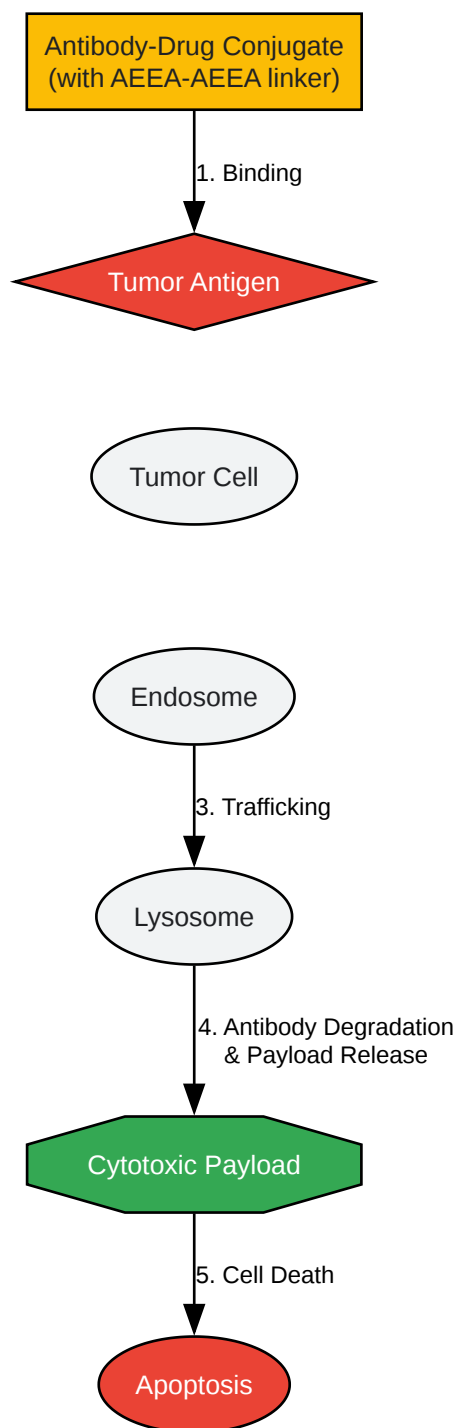 Antibody-Drug Conjugate
(with AEEA-AEEA linker)
1. Binding
Tumor Antigen
Tumor Cell
Endosome
3. Trafficking
Lysosome
4. Antibody Degradation
& Payload Release
Cytotoxic Payload
5. Cell Death
Apoptosis